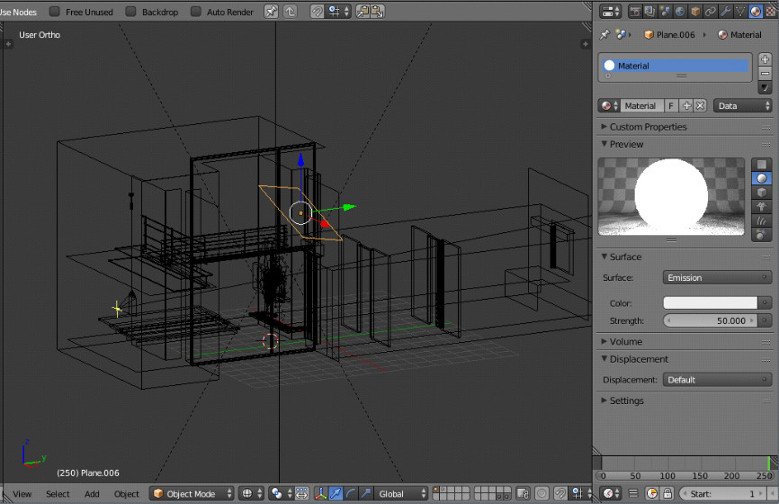 Use Nodes Free Unused Backdrop Auto Render
User Ortho
Plane.006 Material
Material
Material F Data
Custom Properties
Preview
Surface
Surface: Emission
Color:
Strength: 50.000
Volume
Displacement
Displacement: Default
Settings
z
y
(250) Plane.006
0 50 100 150 200 250
View Select Add Object Object Mode Global Start: 1